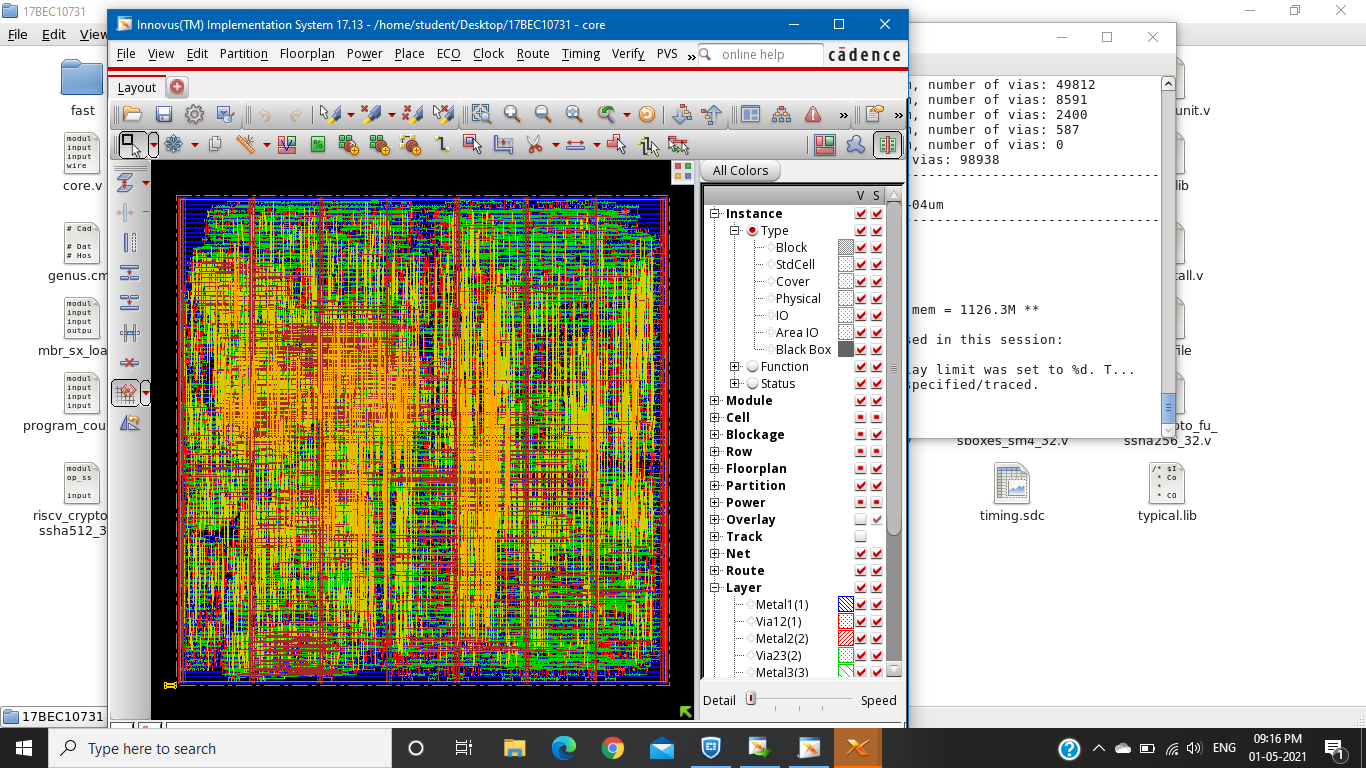 17BEC10731
File Edit View
fast
modul
input
input
wire
core.v
# Cad
# Dat
# Hos
genus.cm
modul
input
input
outpu
mbr_sx_loa
modul
input
input
input
program_cou
modul
op_ss
input
riscv_crypto
ssha512_3
17BEC10731
Innovus(TM) Implementation System 17.13 - /home/student/Desktop/17BEC10731 - core
File View Edit Partition Floorplan Power Place ECO Clock Route Timing Verify PVS » online help cādence
Layout
All Colors
V S
Instance
Type
Block
StdCell
Cover
Physical
IO
Area IO
Black Box
Function
Status
Module
Cell
Blockage
Row
Floorplan
Partition
Power
Overlay
Track
Net
Route
Layer
Metal1(1)
Via12(1)
Metal2(2)
Via23(2)
Metal3(3)
Detail Speed
, number of vias: 49812
, number of vias: 8591
, number of vias: 2400
, number of vias: 587
, number of vias: 0
vias: 98938
04um
mem = 1126.3M **
ed in this session:
ay limit was set to %d. T...
pecified/traced.
unit.v
lib
all.v
file
sboxes_sm4_32.v
pto_fu_
ssha256_32.v
timing.sdc
/* $I
* Co
*
* co
typical.lib
Type here to search
ENG
09:16 PM
01-05-2021
1